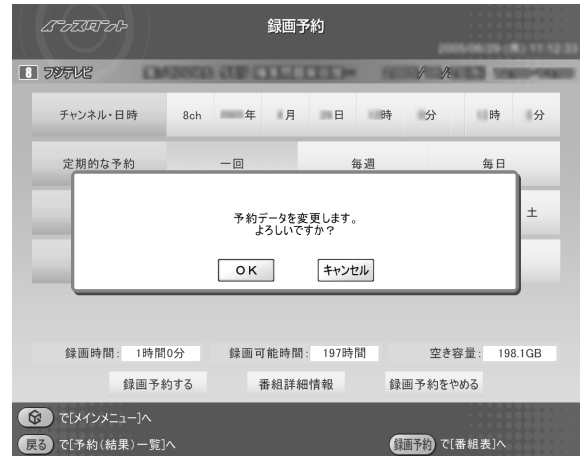 インスタント
録画予約
8 フジテレビ
チャンネル・日時 8ch 年 月 日 時 分 時 分
定期的な予約 一回 毎週 毎日
土
予約データを変更します。
よろしいですか？
OK キャンセル
録画時間: 1時間0分 録画可能時間: 197時間 空き容量: 198.1GB
録画予約する 番組詳細情報 録画予約をやめる
で[メインメニュー]へ
戻る で[予約(結果)一覧]へ 録画予約 で[番組表]へ